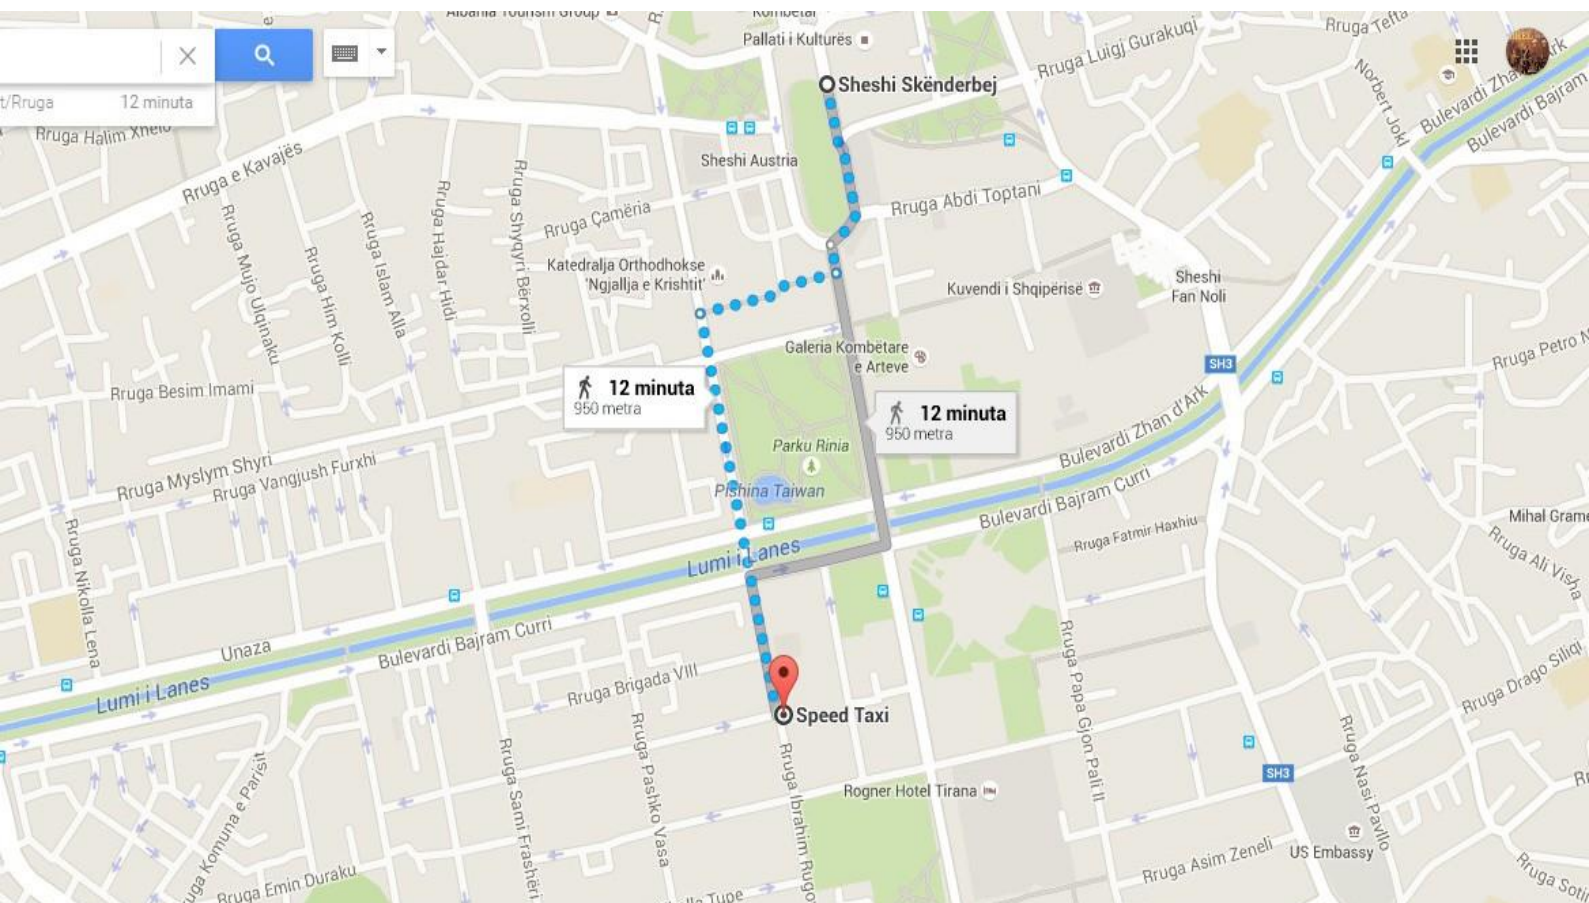 Albania Tourism Group
Kombëtar
Pallati i Kulturës
Rruga Luigj Gurakuqi
Rruga Tefta
t/Rruga
12 minuta
Sheshi Skënderbej
Norbert Jokl
Bulevardi Zhan d'Ark
Bulevardi Bajram
Rruga Halim Xhelo
Rruga e Kavajës
Sheshi Austria
Rruga Abdi Toptani
Rruga Çamëria
Rruga Mujo Ulqinaku
Rruga Him Kolli
Rruga Islam Alla
Rruga Hajdar Hidi
Rruga Shyqyri Bërxolli
Katedralja Orthodhokse
'Ngjallja e Krishtit'
Kuvendi i Shqipërisë
Sheshi
Fan Noli
Galeria Kombëtare
e Arteve
SH3
Rruga Petro N
Rruga Besim Imami
12 minuta
950 metra
12 minuta
950 metra
Parku Rinia
Pishina Taiwan
Bulevardi Zhan d'Ark
Bulevardi Bajram Curri
Rruga Myslym Shyri
Rruga Vangjush Furxhi
Mihal Grame
Rruga Fatmir Haxhiu
Rruga Ali Visha
Lumi i Lanes
Rruga Nikolla Lena
Unaza
Bulevardi Bajram Curri
Lumi i Lanes
Rruga Brigada VIII
Speed Taxi
Rruga Papa Gjon Pali II
Rruga Drago Siliqi
Rruga Nasi Pavllo
SH3
Rruga Komuna e Parisit
Rruga Sami Frashëri
Rruga Pashko Vasa
Rruga Ibrahim Rugo
Rogner Hotel Tirana
US Embassy
Rruga Asim Zeneli
Rruga Emin Duraku
Rruga Sotir